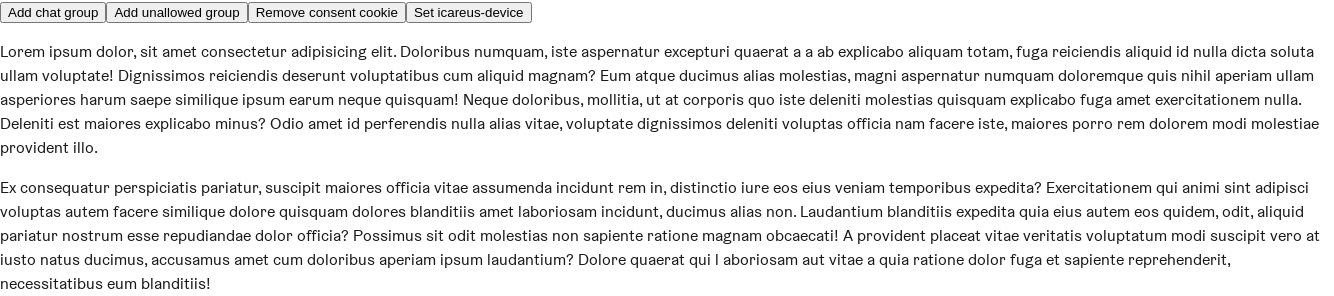 Add chat group Add unallowed group Remove consent cookie Set icareus-device
Lorem ipsum dolor, sit amet consectetur adipisicing elit. Doloribus numquam, iste aspernatur excepturi quaerat a a ab explicabo aliquam totam, fuga reiciendis aliquid id nulla dicta soluta
ullam voluptate! Dignissimos reiciendis deserunt voluptatibus cum aliquid magnam? Eum atque ducimus alias molestias, magni aspernatur numquam doloremque quis nihil aperiam ullam
asperiores harum saepe similique ipsum earum neque quisquam! Neque doloribus, mollitia, ut at corporis quo iste deleniti molestias quisquam explicabo fuga amet exercitationem nulla.
Deleniti est maiores explicabo minus? Odio amet id perferendis nulla alias vitae, voluptate dignissimos deleniti voluptas officia nam facere iste, maiores porro rem dolorem modi molestiae
provident illo.
Ex consequatur perspiciatis pariatur, suscipit maiores officia vitae assumenda incidunt rem in, distinctio iure eos eius veniam temporibus expedita? Exercitationem qui animi sint adipisci
voluptas autem facere similique dolore quisquam dolores blanditiis amet laboriosam incidunt, ducimus alias non. Laudantium blanditiis expedita quia eius autem eos quidem, odit, aliquid
pariatur nostrum esse repudiandae dolor officia? Possimus sit odit molestias non sapiente ratione magnam obcaecati! A provident placeat vitae veritatis voluptatum modi suscipit vero at
iusto natus ducimus, accusamus amet cum doloribus aperiam ipsum laudantium? Dolore quaerat qui l aboriosam aut vitae a quia ratione dolor fuga et sapiente reprehenderit,
necessitatibus eum blanditiis!